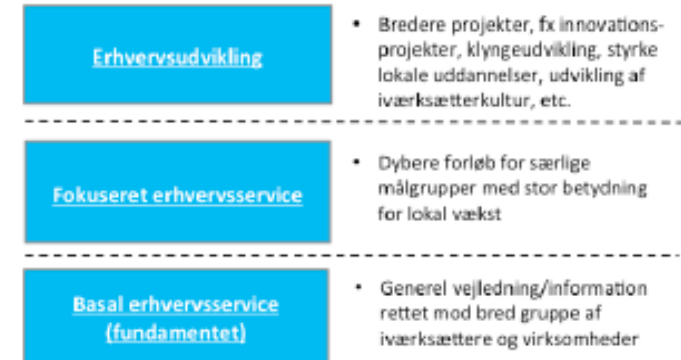 Erhvervsudvikling
• Bredere projekter, fx innovations-
projekter, klyngeudvikling, styrke
lokale uddannelser, udvikling af
iværksætterkultur, etc.
Fokuseret erhvervsservice
• Dybere forløb for særlige
målgrupper med stor betydning
for lokal vækst
Basal erhvervsservice
(fundamentet)
• Generel vejledning/information
rettet mod bred gruppe af
iværksættere og virksomheder